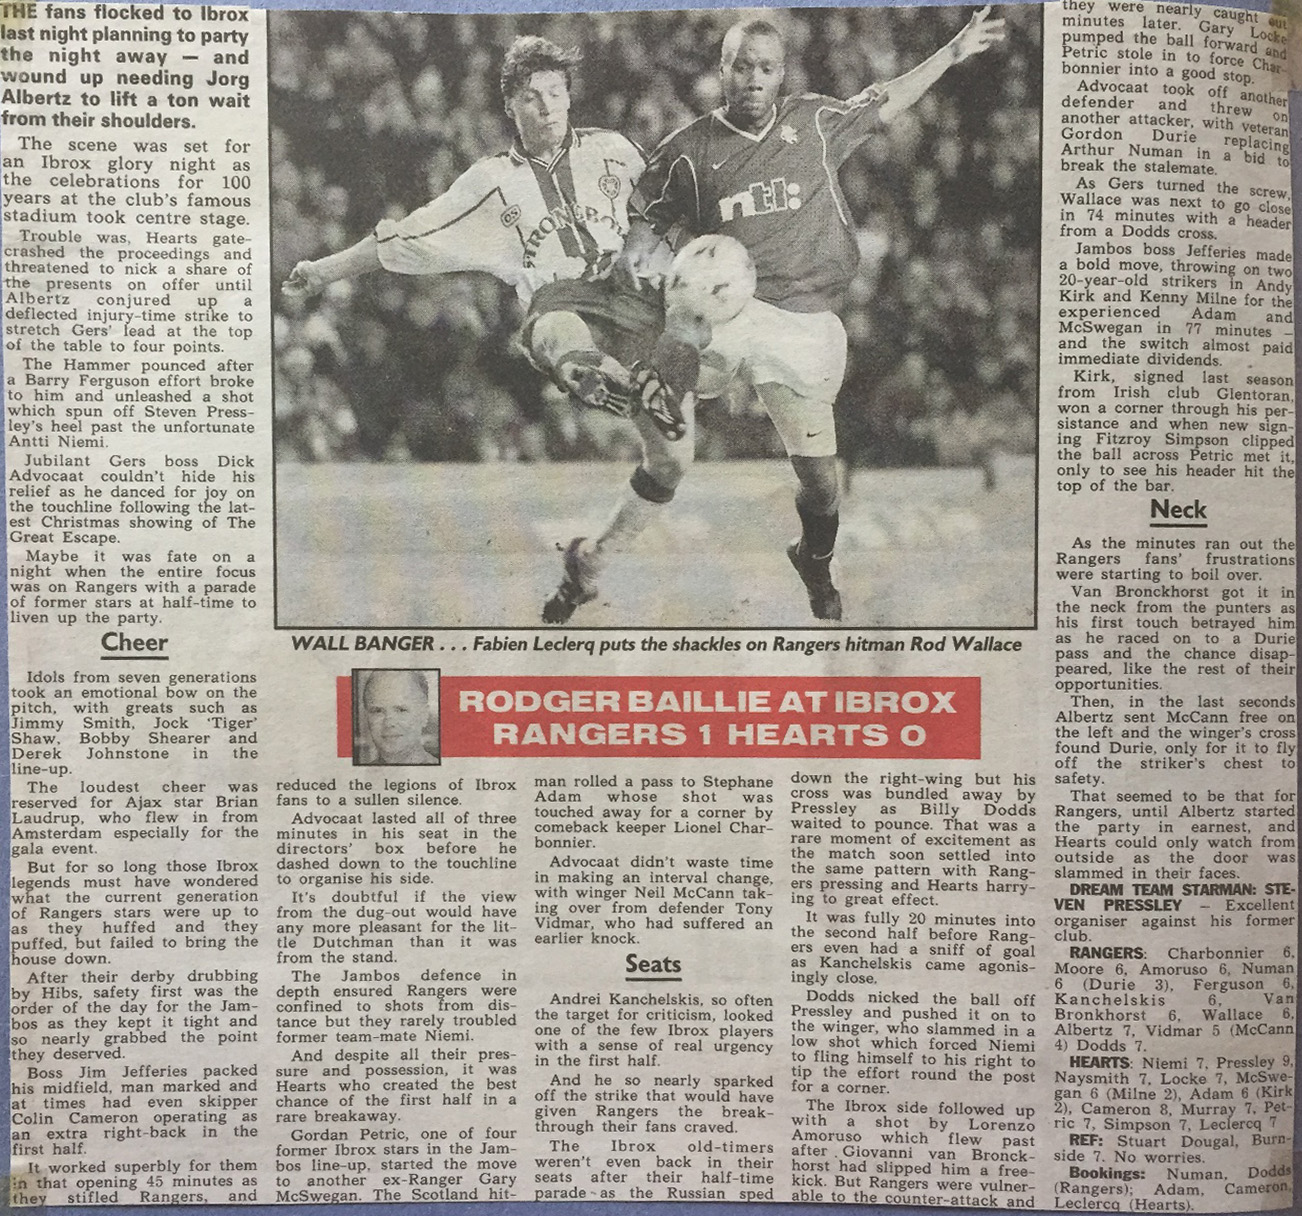 THE fans flocked to Ibrox
last night planning to party
the night away — and
wound up needing Jorg
Albertz to lift a ton wait
from their shoulders.
The scene was set for
an Ibrox glory night as
the celebrations for 100
years at the club's famous
stadium took centre stage.
Trouble was, Hearts gate-
crashed the proceedings and
threatened to nick a share of
the presents on offer until
Albertz conjured up a
deflected injury-time strike to
stretch Gers' lead at the top
of the table to four points.
The Hammer pounced after
a Barry Ferguson effort broke
to him and unleashed a shot
which spun off Steven Press-
ley's heel past the unfortunate
Antti Niemi.
Jubilant Gers boss Dick
Advocaat couldn't hide his
relief as he danced for joy on
the touchline following the lat-
est Christmas showing of The
Great Escape.
Maybe it was fate on a
night when the entire focus
was on Rangers with a parade
of former stars at half-time to
liven up the party.
Cheer
Idols from seven generations
took an emotional bow on the
pitch, with greats such as
Jimmy Smith, Jock 'Tiger'
Shaw, Bobby Shearer and
Derek Johnstone in the
line-up.
The loudest cheer was
reserved for Ajax star Brian
Laudrup, who flew in from
Amsterdam especially for the
gala event.
But for so long those Ibrox
legends must have wondered
what the current generation
of Rangers stars were up to
as they huffed and they
puffed, but failed to bring the
house down.
After their derby drubbing
by Hibs, safety first was the
order of the day for the Jam-
bos as they kept it tight and
so nearly grabbed the point
they deserved.
Boss Jim Jefferies packed
his midfield, man marked and
at times had even skipper
Colin Cameron operating as
an extra right-back in the
first half.
It worked superbly for them
in that opening 45 minutes as
they stifled Rangers, and
OS
STRONGBOW
ntl:
WALL BANGER . . . Fabien Leclerq puts the shackles on Rangers hitman Rod Wallace
RODGER BAILLIE AT IBROX
RANGERS 1 HEARTS 0
reduced the legions of Ibrox
fans to a sullen silence.
Advocaat lasted all of three
minutes in his seat in the
directors' box before he
dashed down to the touchline
to organise his side.
It's doubtful if the view
from the dug-out would have
any more pleasant for the lit-
tle Dutchman than it was
from the stand.
The Jambos defence in
depth ensured Rangers were
confined to shots from dis-
tance but they rarely troubled
former team-mate Niemi.
And despite all their pres-
sure and possession, it was
Hearts who created the best
chance of the first half in a
rare breakaway.
Gordan Petric, one of four
former Ibrox stars in the Jam-
bos line-up, started the move
to another ex-Ranger Gary
McSwegan. The Scotland hit-
man rolled a pass to Stephane
Adam whose shot was
touched away for a corner by
comeback keeper Lionel Char-
bonnier.
Advocaat didn't waste time
in making an interval change,
with winger Neil McCann tak-
ing over from defender Tony
Vidmar, who had suffered an
earlier knock.
Seats
Andrei Kanchelskis, so often
the target for criticism, looked
one of the few Ibrox players
with a sense of real urgency
in the first half.
And he so nearly sparked
off the strike that would have
given Rangers the break-
through their fans craved.
The Ibrox old-timers
weren't even back in their
seats after their half-time
parade as the Russian sped
down the right-wing but his
cross was bundled away by
Pressley as Billy Dodds
waited to pounce. That was a
rare moment of excitement as
the match soon settled into
the same pattern with Rang-
ers pressing and Hearts harry-
ing to great effect.
It was fully 20 minutes into
the second half before Rang-
ers even had a sniff of goal
as Kanchelskis came agonis-
ingly close.
Dodds nicked the ball off
Pressley and pushed it on to
the winger, who slammed in a
low shot which forced Niemi
to fling himself to his right to
tip the effort round the post
for a corner.
The Ibrox side followed up
with a shot by Lorenzo
Amoruso which flew past
after Giovanni van Bronck-
horst had slipped him a free-
kick. But Rangers were vulner-
able to the counter-attack and
they were nearly caught out
minutes later. Gary Locke
pumped the ball forward and
Petric stole in to force Char-
bonnier into a good stop.
Advocaat took off another
defender and threw on
another attacker, with veteran
Gordon Durie replacing
Arthur Numan in a bid to
break the stalemate.
As Gers turned the screw,
Wallace was next to go close
in 74 minutes with a header
from a Dodds cross.
Jambos boss Jefferies made
a bold move, throwing on two
20-year-old strikers in Andy
Kirk and Kenny Milne for the
experienced Adam and
McSwegan in 77 minutes —
and the switch almost paid
immediate dividends.
Kirk, signed last season
from Irish club Glentoran,
won a corner through his per-
sistance and when new sign-
ing Fitzroy Simpson clipped
the ball across Petric met it,
only to see his header hit the
top of the bar.
Neck
As the minutes ran out the
Rangers fans' frustrations
were starting to boil over.
Van Bronckhorst got it in
the neck from the punters as
his first touch betrayed him
as he raced on to a Durie
pass and the chance disap-
peared, like the rest of their
opportunities.
Then, in the last seconds
Albertz sent McCann free on
the left and the winger's cross
found Durie, only for it to fly
off the striker's chest to
safety.
That seemed to be that for
Rangers, until Albertz started
the party in earnest, and
Hearts could only watch from
outside as the door was
slammed in their faces.
DREAM TEAM STARMAN: STE-
VEN PRESSLEY — Excellent
organiser against his former
club.
RANGERS: Charbonnier 6,
Moore 6, Amoruso 6, Numan
6 (Durie 3), Ferguson 6,
Kanchelskis 6, Van
Bronkhorst 6, Wallace 6,
Albertz 7, Vidmar 5 (McCann
4) Dodds 7.
HEARTS: Niemi 7, Pressley 9,
Naysmith 7, Locke 7, McSwe-
gan 6 (Milne 2), Adam 6 (Kirk
2), Cameron 8, Murray 7, Pet-
ric 7, Simpson 7, Leclercq 7
REF: Stuart Dougal, Burn-
side 7. No worries.
Bookings: Numan, Dodds
(Rangers); Adam, Cameron,
Leclercq (Hearts).